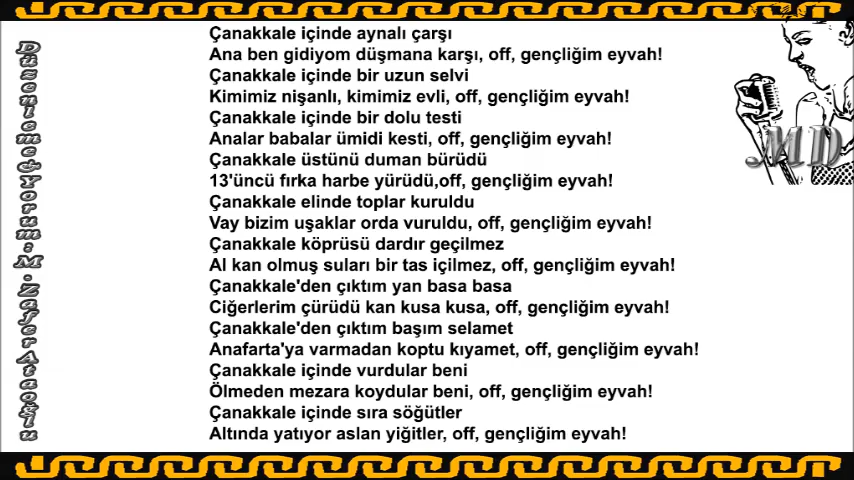 Çanakkale içinde aynalı çarşı
Ana ben gidiyom düşmana karşı, off, gençliğim eyvah!
Çanakkale içinde bir uzun selvi
Kimimiz nişanlı, kimimiz evli, off, gençliğim eyvah!
Çanakkale içinde bir dolu testi
Analar babalar ümidi kesti, off, gençliğim eyvah!
Çanakkale üstünü duman bürüdü
13'üncü fırka harbe yürüdü,off, gençliğim eyvah!
Çanakkale elinde toplar kuruldu
Vay bizim uşaklar orda vuruldu, off, gençliğim eyvah!
Çanakkale köprüsü dardır geçilmez
Al kan olmuş suları bir tas içilmez, off, gençliğim eyvah!
Çanakkale'den çıktım yan basa basa
Ciğerlerim çürüdü kan kusa kusa, off, gençliğim eyvah!
Çanakkale'den çıktım başım selamet
Anafarta'ya varmadan koptu kıyamet, off, gençliğim eyvah!
Çanakkale içinde vurdular beni
Ölmeden mezara koydular beni, off, gençliğim eyvah!
Çanakkale içinde sıra söğütler
Altında yatıyor aslan yiğitler, off, gençliğim eyvah!
Düzenleme&yorum:M.Zafer Ataoğlu
MD